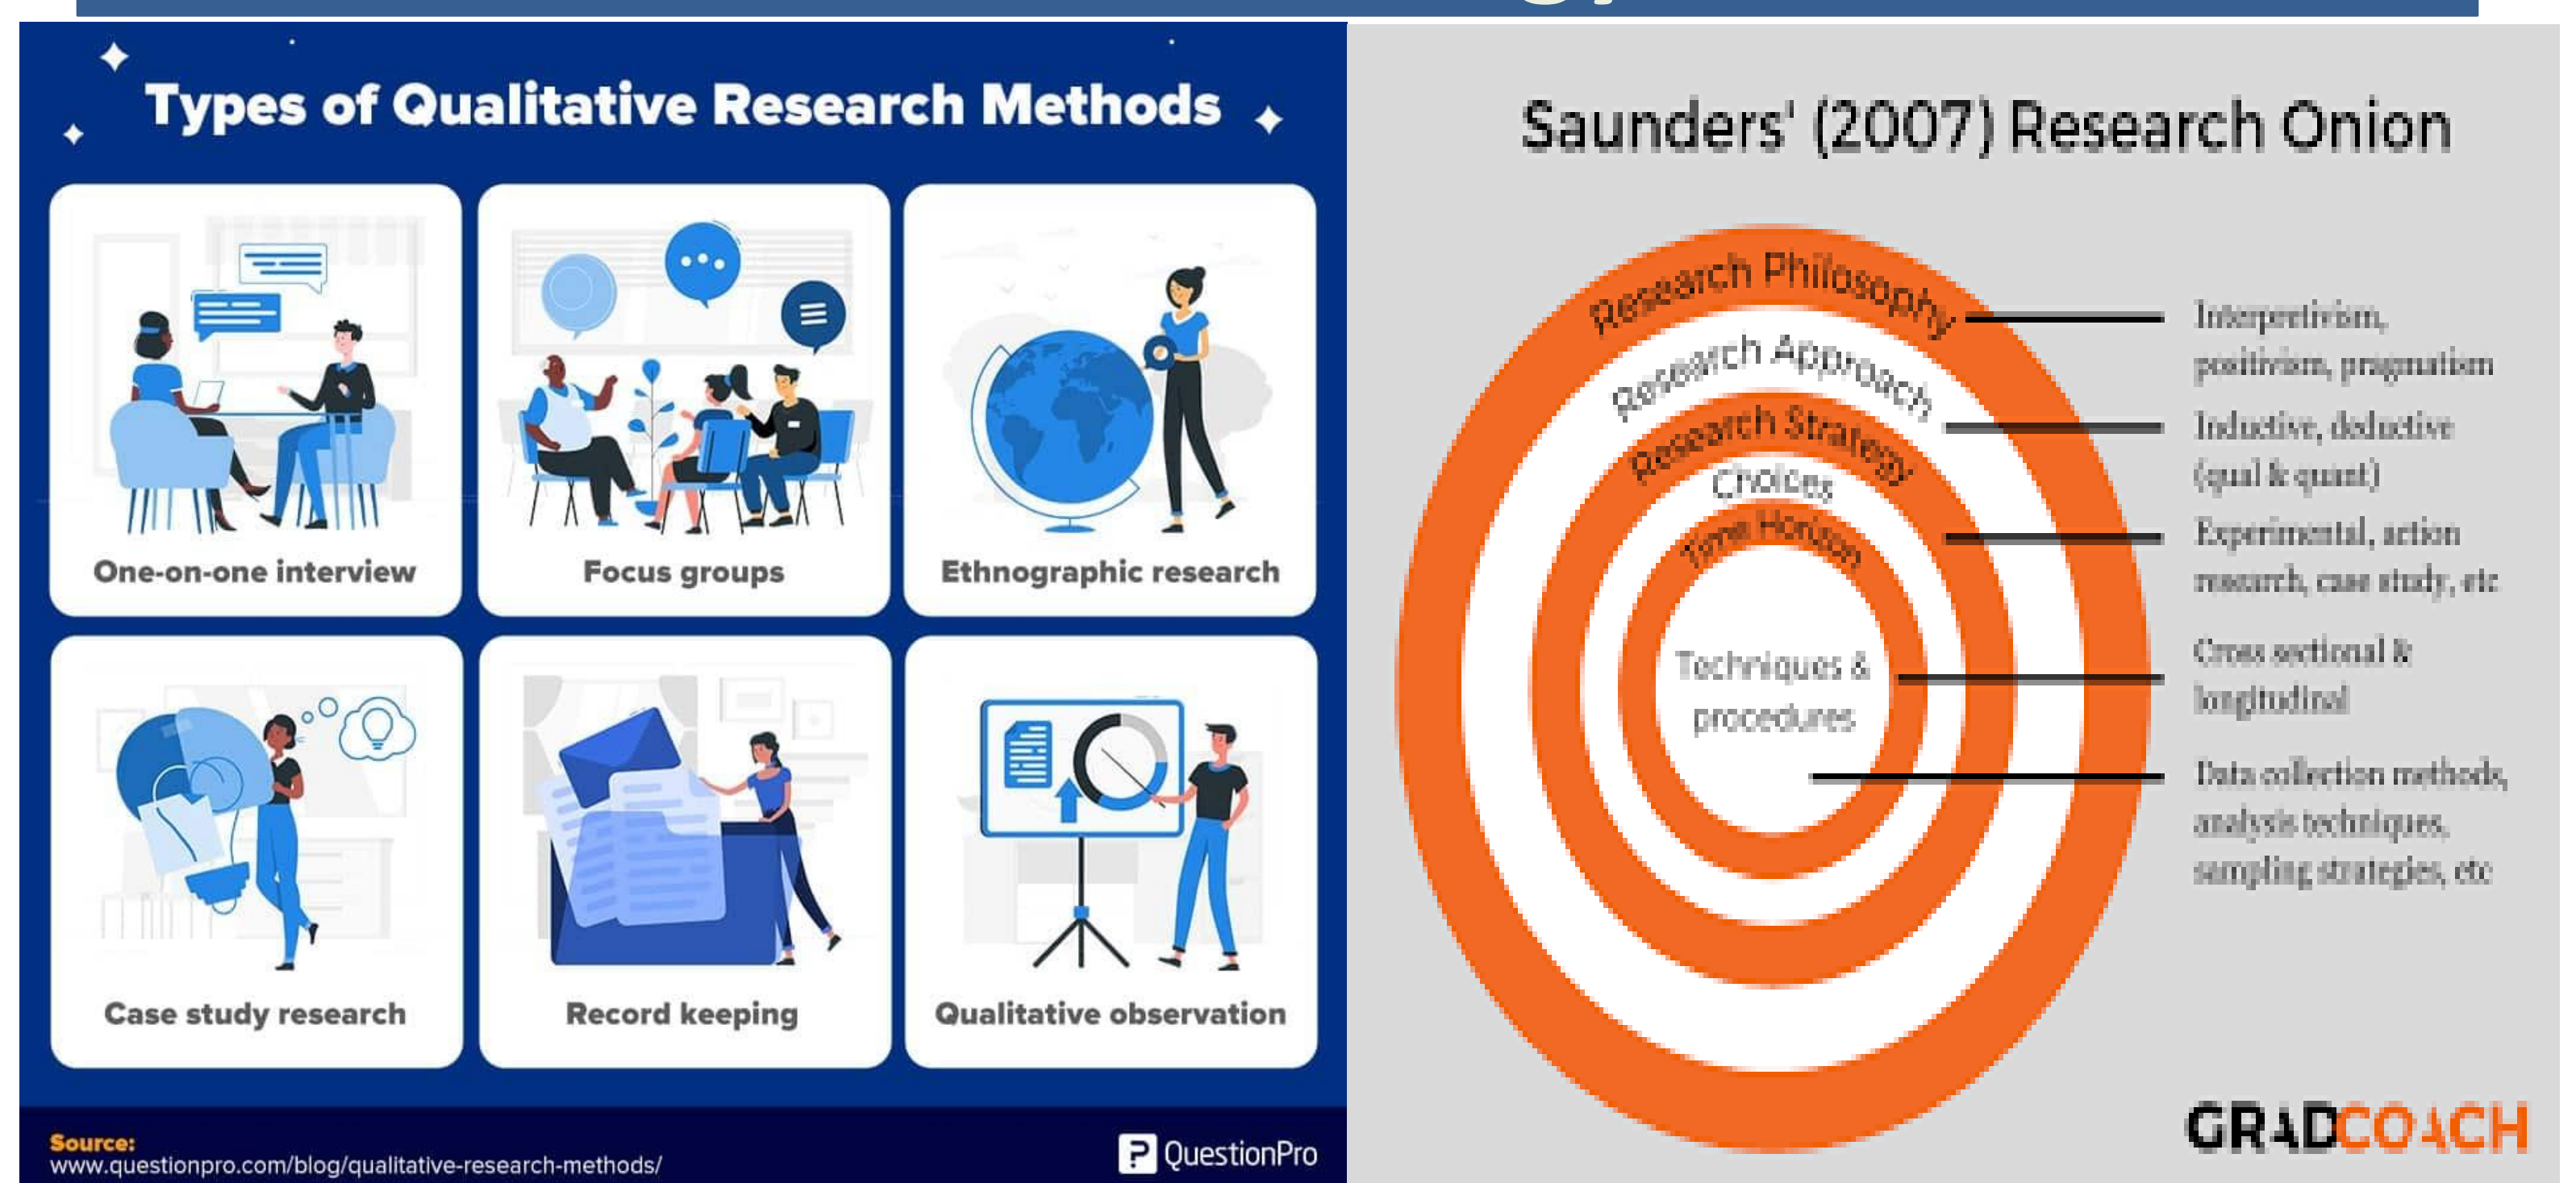 Types of Qualitative Research Methods
One-on-one interview
Focus groups
Ethnographic research
Case study research
Record keeping
Qualitative observation
Source:
www.questionpro.com/blog/qualitative-research-methods/
QuestionPro
Saunders' (2007) Research Onion
Research Philosophy
Research Approach
Research Strategy
Choices
Time Horizon
Techniques &
procedures
Interpretivism,
positivism, pragmatism
Inductive, deductive
(qual & quant)
Experimental, action
research, case study, etc
Cross sectional &
longitudinal
Data collection methods,
analysis techniques,
sampling strategies, etc
GRADCOACH